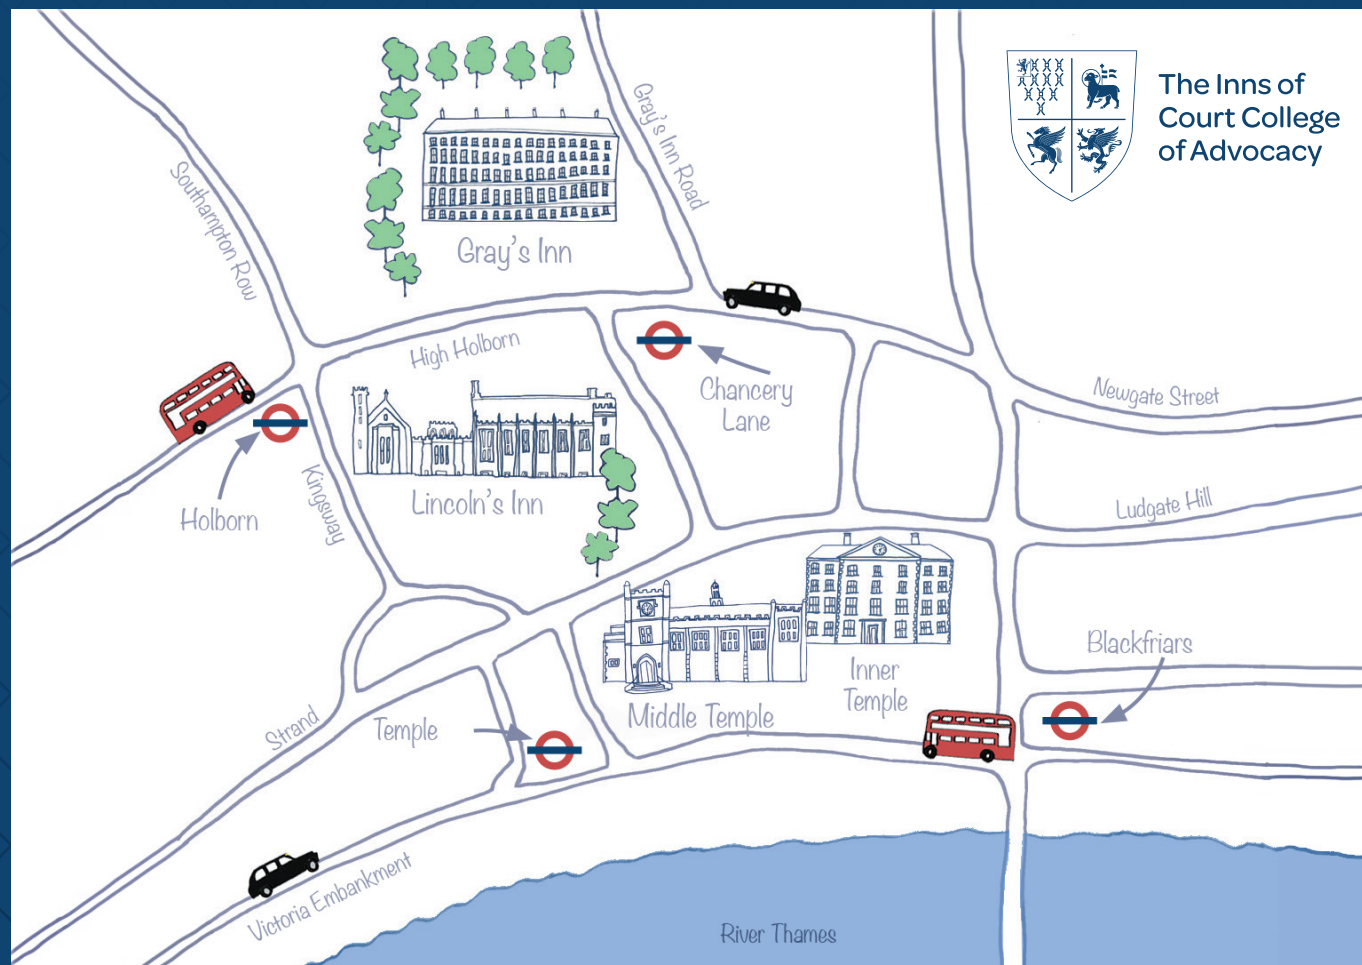 The Inns of
Court College
of Advocacy
Gray's Inn Road
Southampton Row
Gray's Inn
High Holborn
Chancery
Lane
Newgate Street
Holborn
Kingsway
Lincoln's Inn
Ludgate Hill
Blackfriars
Inner
Temple
Middle Temple
Strand
Temple
Victoria Embankment
River Thames